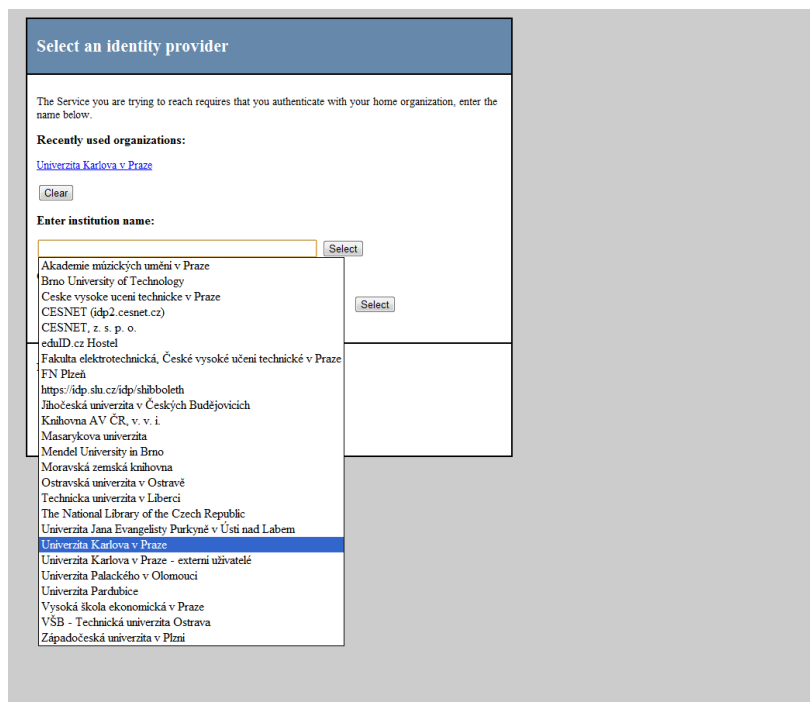 Select an identity provider
The Service you are trying to reach requires that you authenticate with your home organization, enter the
name below.
Recently used organizations:
Univerzita Karlova v Praze
Clear
Enter institution name:
Select
Akademie múzických umění v Praze
Brno University of Technology
Ceske vysoke uceni technicke v Praze
CESNET (idp2.cesnet.cz)
Select
CESNET, z. s. p. o.
eduID.cz Hostel
Fakulta elektrotechnická, České vysoké učení technické v Praze
FN Plzeň
https://idp.slu.cz/idp/shibboleth
Jihočeská univerzita v Českých Budějovicích
Knihovna AV ČR, v. v. i.
Masarykova univerzita
Mendel University in Brno
Moravská zemská knihovna
Ostravská univerzita v Ostravě
Technicka univerzita v Liberci
The National Library of the Czech Republic
Univerzita Jana Evangelisty Purkyně v Ústí nad Labem
Univerzita Karlova v Praze
Univerzita Karlova v Praze - externí uživatelé
Univerzita Palackého v Olomouci
Univerzita Pardubice
Vysoká škola ekonomická v Praze
VŠB - Technická univerzita Ostrava
Západočeská univerzita v Plzni